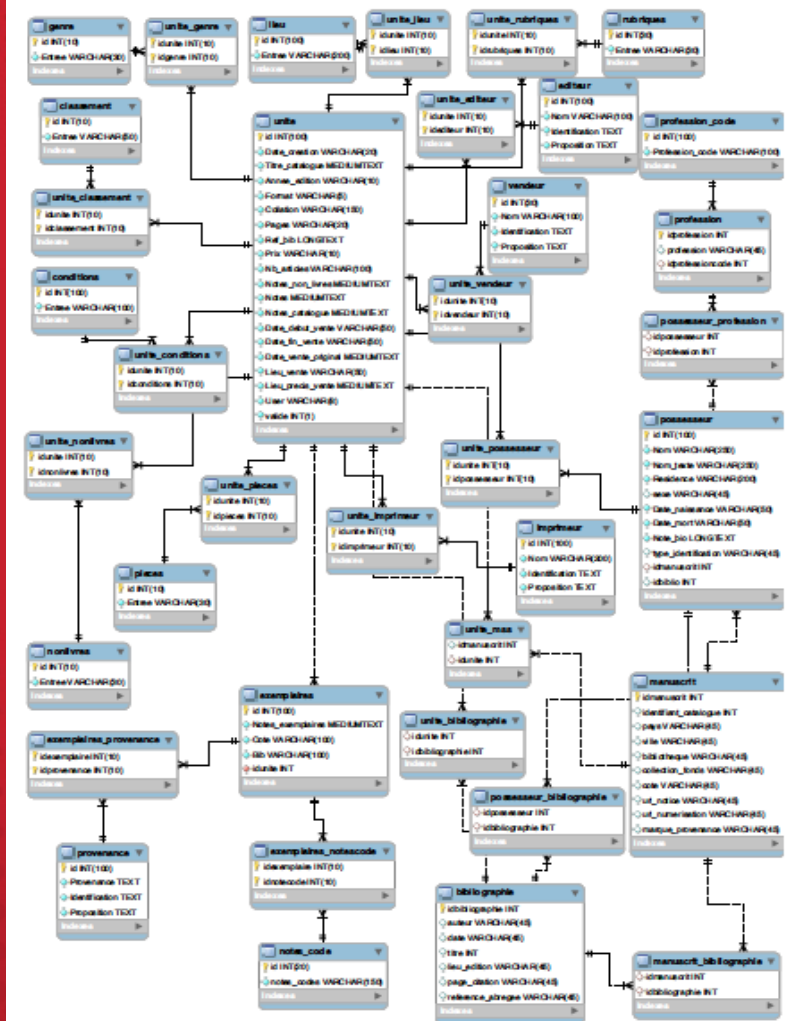 genre
id INT(10)
Entree VARCHAR(30)
Indexes
unite_genre
idunite INT(10)
idgenre INT(10)
Indexes
lieu
id INT(100)
Entree VARCHAR(200)
Indexes
unite_lieu
idunite INT(10)
idlieu INT(10)
Indexes
unite_rubriques
idunite INT(10)
idrubriques INT(10)
Indexes
rubriques
id INT(50)
Entree VARCHAR(50)
Indexes
classement
id INT(10)
Entree VARCHAR(50)
Indexes
unite_classement
idunite INT(10)
idclassement INT(10)
Indexes
conditions
id INT(100)
Entree VARCHAR(100)
Indexes
unite_conditions
idunite INT(10)
idconditions INT(10)
Indexes
unite
id INT(100)
Date_creation VARCHAR(20)
Titre_catalogue MEDIUMTEXT
Annee_edition VARCHAR(10)
Format VARCHAR(5)
Collation VARCHAR(150)
Pages VARCHAR(20)
Ref_bib LONGTEXT
Prix VARCHAR(10)
Nb_articles VARCHAR(100)
Notes_non_livres MEDIUMTEXT
Notes MEDIUMTEXT
Notes_catalogue MEDIUMTEXT
Date_debut_vente VARCHAR(50)
Date_fin_vente VARCHAR(50)
Date_vente_original MEDIUMTEXT
Lieu_vente VARCHAR(50)
Lieu_precis_vente MEDIUMTEXT
User VARCHAR(8)
valide INT(1)
Indexes
unite_editeur
idunite INT(10)
idediteur INT(10)
Indexes
editeur
id INT(100)
Nom VARCHAR(100)
Identification TEXT
Proposition TEXT
Indexes
profession_code
id INT(100)
Profession_code VARCHAR(100)
Indexes
vendeur
id INT(50)
Nom VARCHAR(100)
Identification TEXT
Proposition TEXT
Indexes
unite_vendeur
idunite INT(10)
idvendeur INT(10)
Indexes
profession
idprofession INT
profession VARCHAR(45)
idprofessioncode INT
Indexes
possesseur_profession
idpossesseur INT
idprofession INT
Indexes
possesseur
id INT(100)
Nom VARCHAR(250)
Nom_texte VARCHAR(250)
Residence VARCHAR(200)
sexe VARCHAR(45)
Date_naissance VARCHAR(50)
Date_mort VARCHAR(50)
Note_bio LONGTEXT
type_identification VARCHAR(45)
idmanuscrit INT
idbiblio INT
Indexes
unite_nonlivres
idunite INT(10)
idnonlivres INT(10)
Indexes
unite_pieces
idunite INT(10)
idpieces INT(10)
Indexes
unite_imprimeur
idunite INT(10)
idimprimeur INT(10)
Indexes
unite_possesseur
idunite INT(10)
idpossesseur INT(10)
Indexes
imprimeur
id INT(100)
Nom VARCHAR(200)
Identification TEXT
Proposition TEXT
Indexes
pieces
id INT(10)
Entree VARCHAR(30)
Indexes
nonlivres
id INT(10)
Entree VARCHAR(30)
Indexes
unite_mss
idmanuscrit INT
idunite INT
Indexes
manuscrit
idmanuscrit INT
identifiant_catalogue INT
pays VARCHAR(45)
ville VARCHAR(45)
bibliotheque VARCHAR(45)
collection_fonds VARCHAR(45)
cote VARCHAR(45)
url_notice VARCHAR(45)
url_numerisation VARCHAR(45)
marque_provenance VARCHAR(45)
Indexes
exemplaires
id INT(100)
Notes_exemplaires MEDIUMTEXT
Cote VARCHAR(100)
Bib VARCHAR(100)
idunite INT
Indexes
exemplaires_provenance
idexemplaire INT(10)
idprovenance INT(10)
Indexes
unite_bibliographie
idunite INT
idbibliographie INT
Indexes
possesseur_bibliographie
idpossesseur INT
idbibliographie INT
Indexes
provenance
id INT(100)
Provenance TEXT
Identification TEXT
Proposition TEXT
Indexes
exemplaires_notescode
idexemplaire INT(10)
idnotecode INT(10)
Indexes
notes_code
id INT(20)
notes_codes VARCHAR(150)
Indexes
bibliographie
idbibliographie INT
auteur VARCHAR(45)
date VARCHAR(45)
titre INT
lieu_edition VARCHAR(45)
page_citation VARCHAR(45)
reference_abregee VARCHAR(45)
Indexes
manuscrit_bibliographie
idmanuscrit INT
idbibliographie INT
Indexes